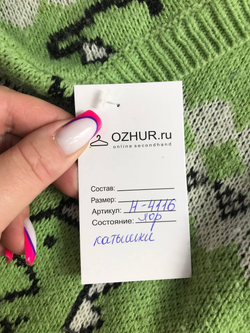 OZHUR.ru
online secondhand
Состав:
Размер:
Артикул: Н-4116
Состояние: хор
катышки